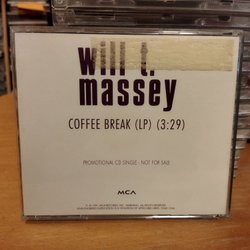 will t.
massey
COFFEE BREAK (LP) (3:29)
PROMOTIONAL CD SINGLE - NOT FOR SALE
MCA